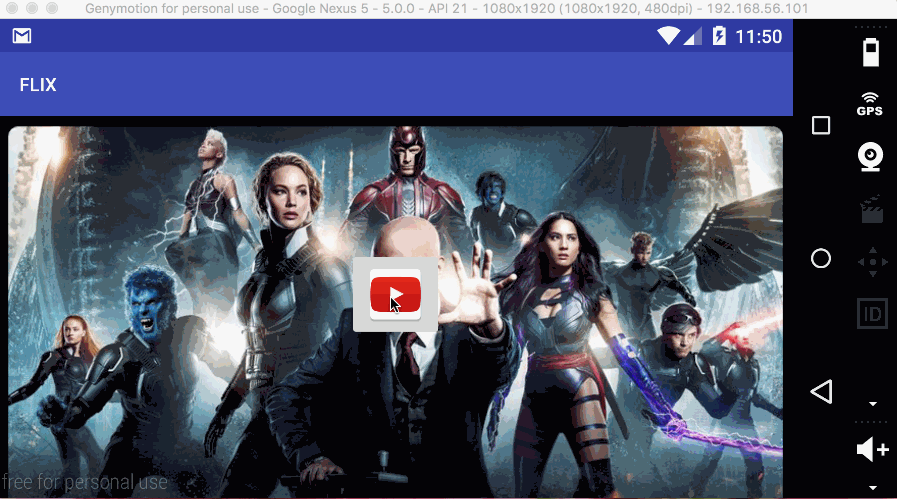 Genymotion for personal use - Google Nexus 5 - 5.0.0 - API 21 - 1080x1920 (1080x1920, 480dpi) - 192.168.56.101
11:50
FLIX
GPS
ID
free for personal use